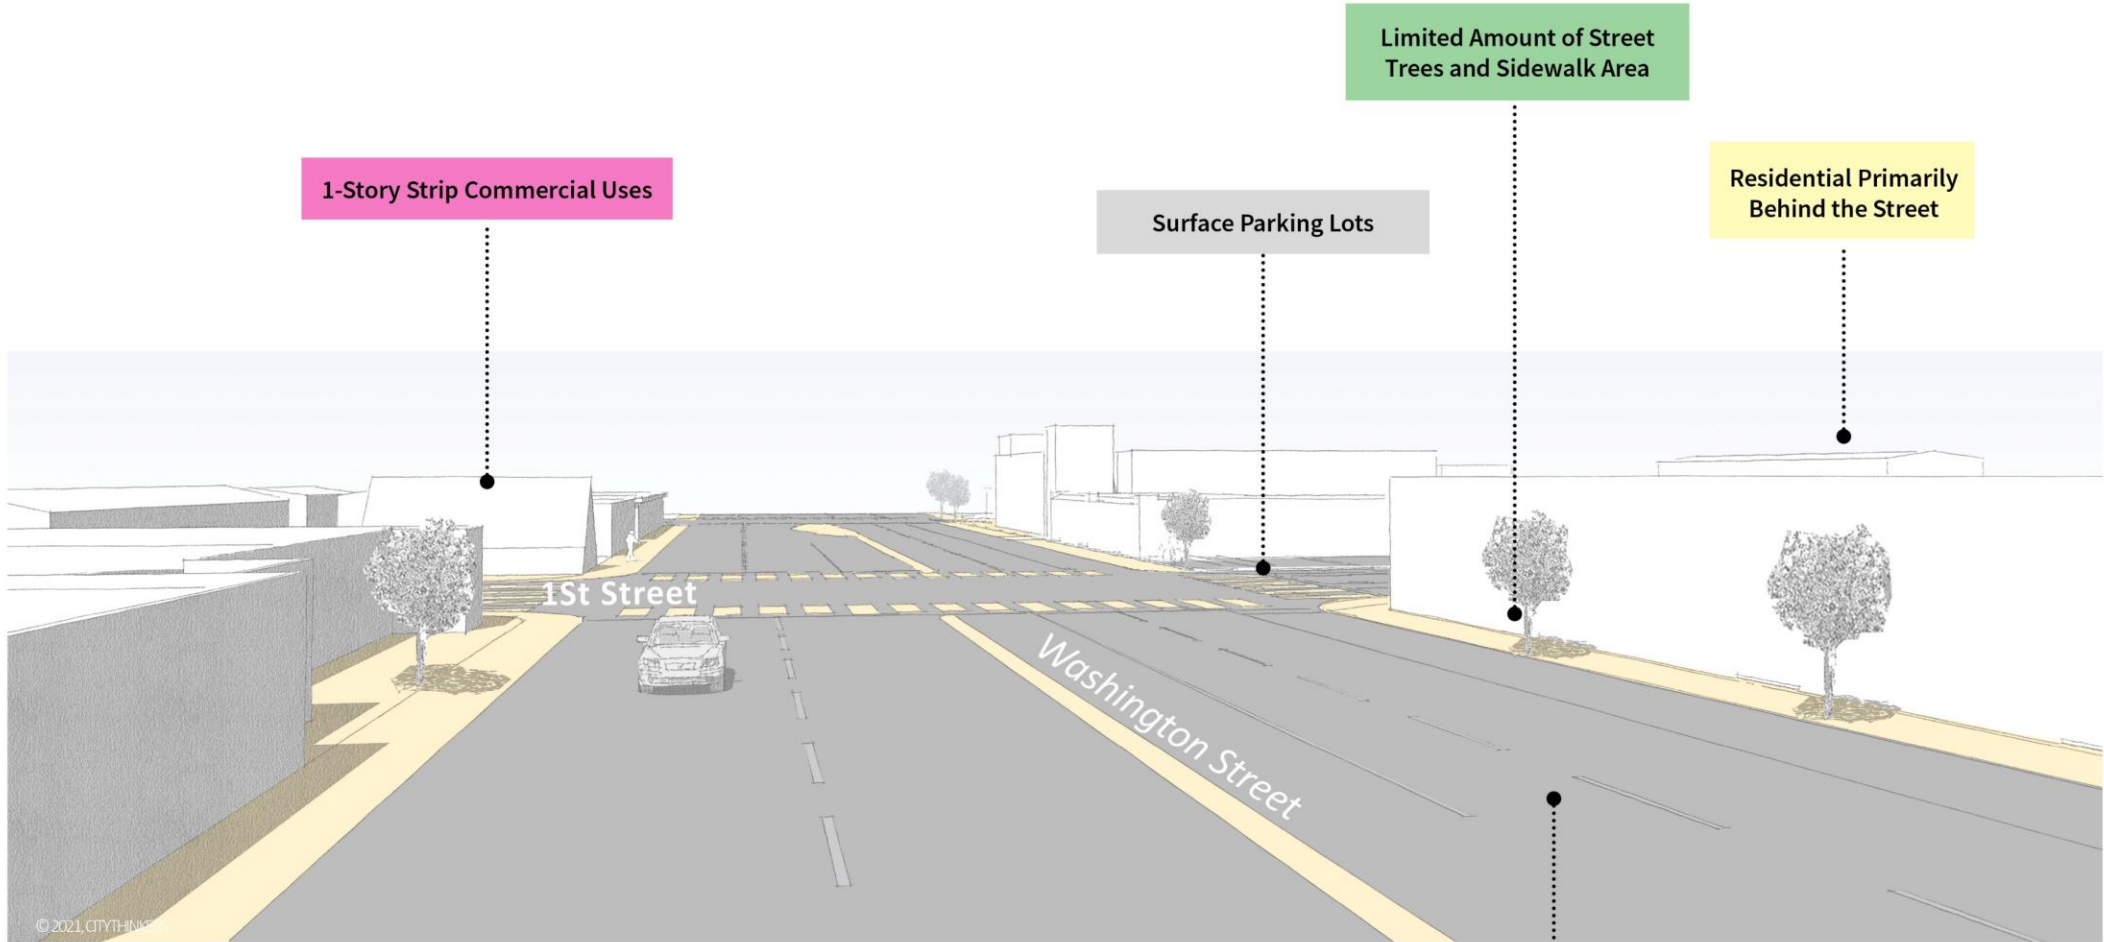 Limited Amount of Street
Trees and Sidewalk Area
Residential Primarily
Behind the Street
1-Story Strip Commercial Uses
Surface Parking Lots
1St Street
Washington Street
© 2021, CITYTHINKERS